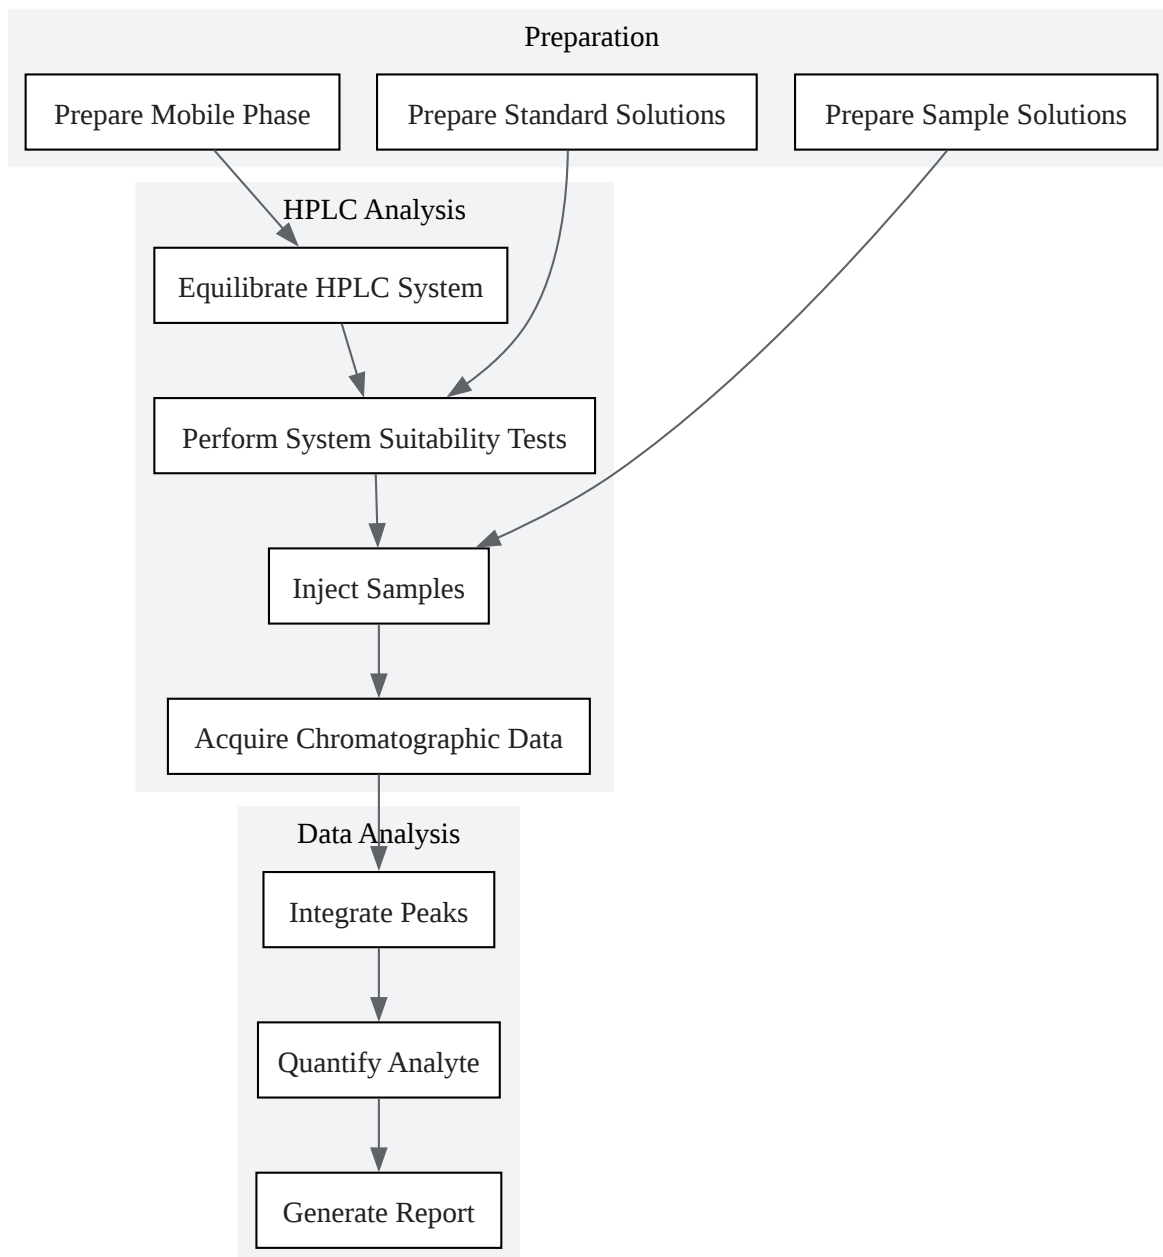 Preparation
Prepare Mobile Phase
Prepare Standard Solutions
Prepare Sample Solutions
HPLC Analysis
Equilibrate HPLC System
Perform System Suitability Tests
Inject Samples
Acquire Chromatographic Data
Data Analysis
Integrate Peaks
Quantify Analyte
Generate Report